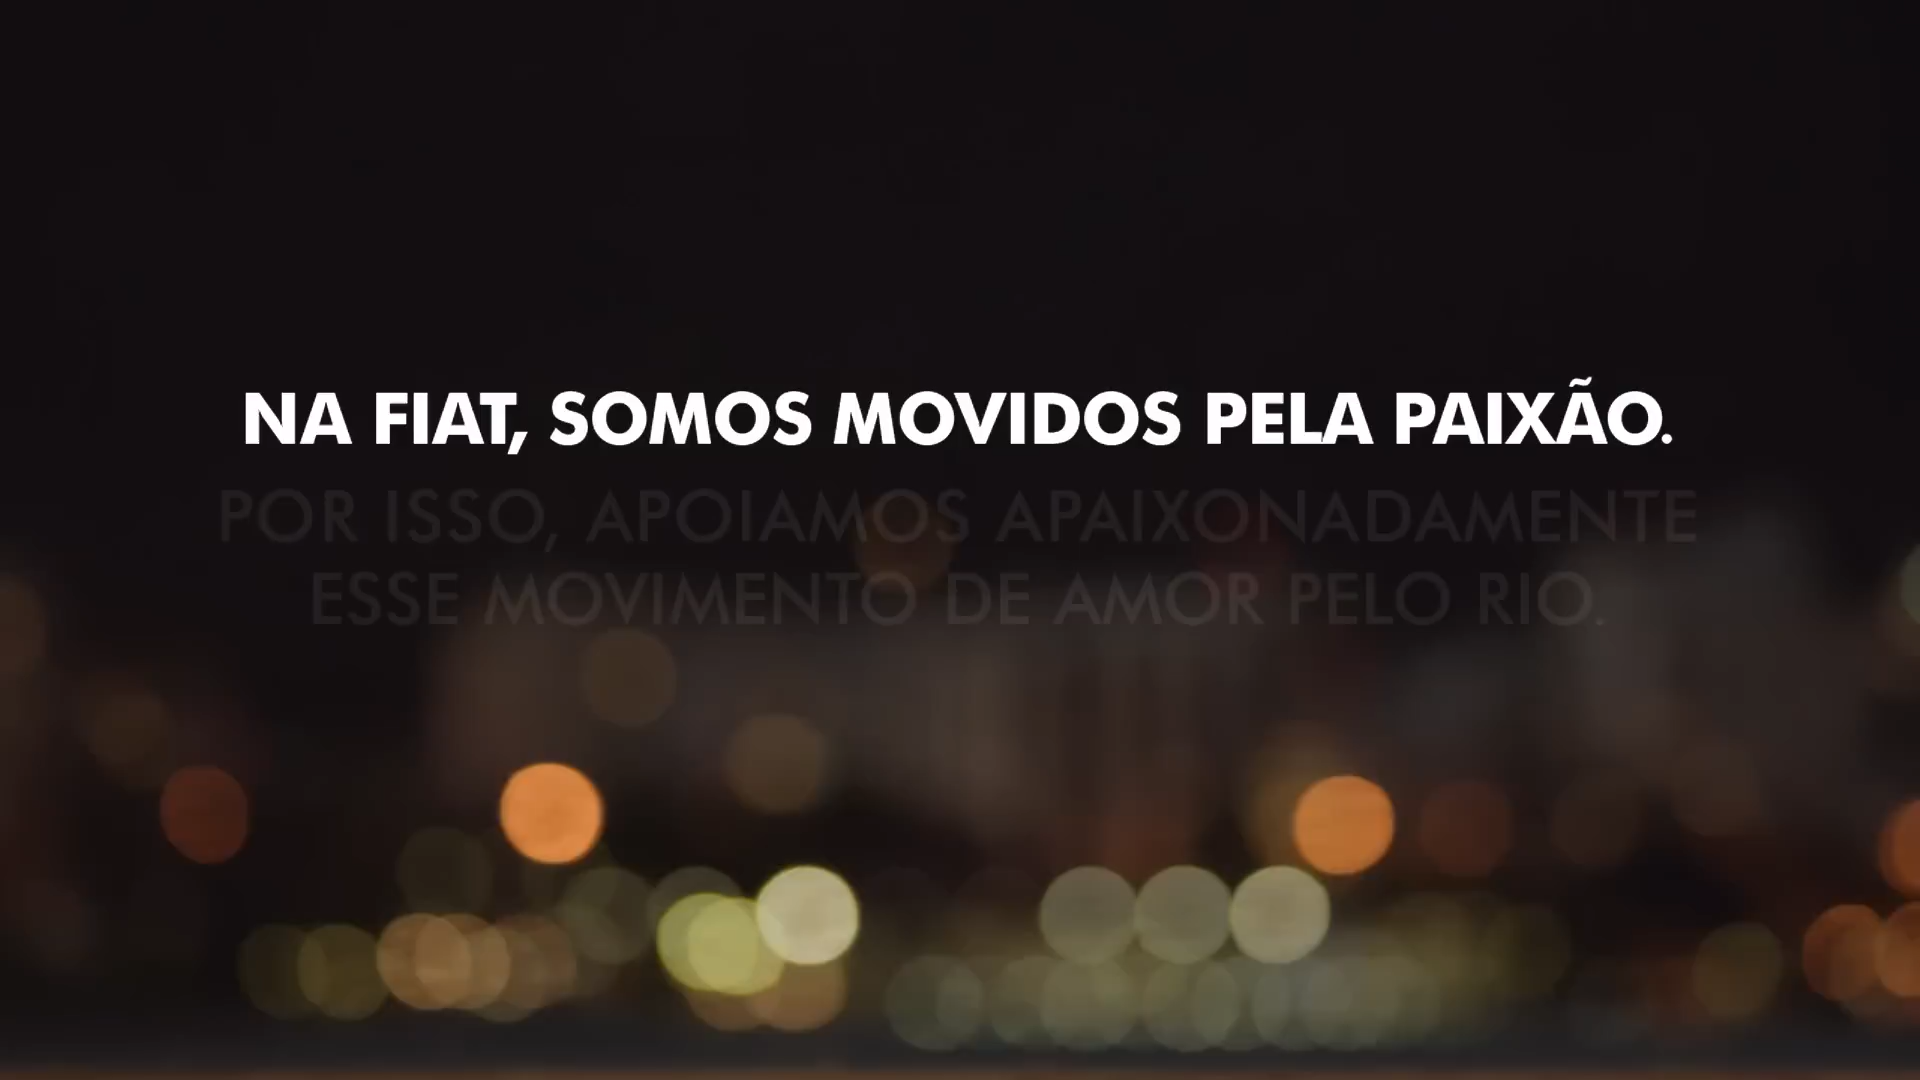 NA FIAT, SOMOS MOVIDOS PELA PAIXÃO.
POR ISSO, APOIAMOS APAIXONADAMENTE
ESSE MOVIMENTO DE AMOR PELO RIO.